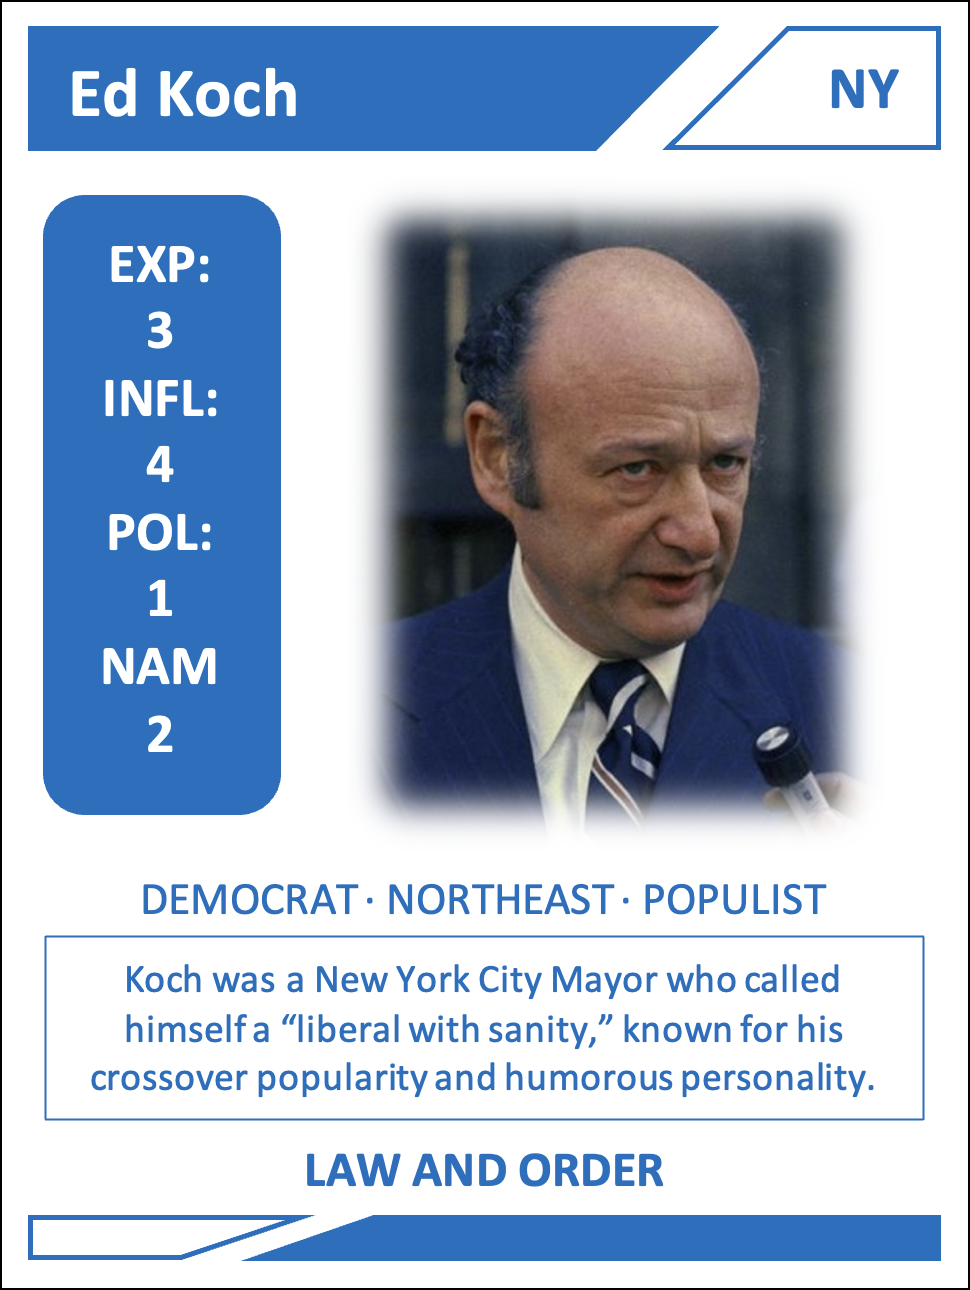 Ed Koch
NY
EXP:
3
INFL:
4
POL:
1
NAM
2
DEMOCRAT · NORTHEAST · POPULIST
Koch was a New York City Mayor who called
himself a “liberal with sanity,” known for his
crossover popularity and humorous personality.
LAW AND ORDER